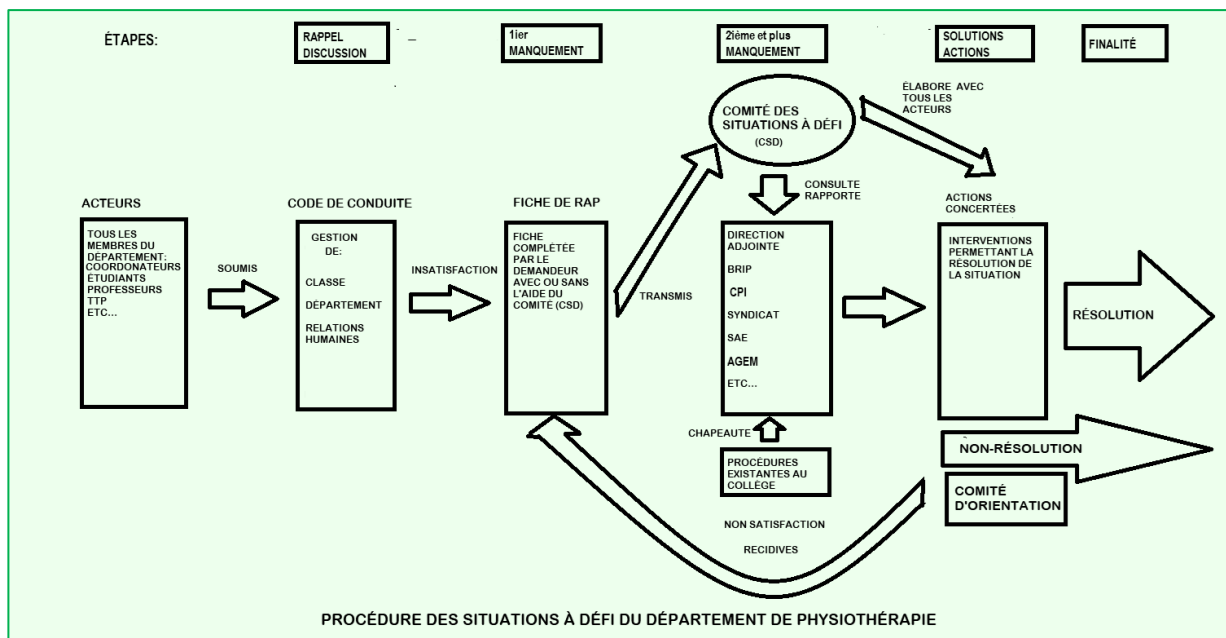 ÉTAPES:
RAPPEL
DISCUSSION
1ier
MANQUEMENT
2ième et plus
MANQUEMENT
SOLUTIONS
ACTIONS
FINALITÉ
COMITÉ DES
SITUATIONS À DÉFI
(CSD)
ÉLABORE AVEC
TOUS LES
ACTEURS
CONSULTE
RAPPORTE
ACTEURS
TOUS LES
MEMBRES DU
DÉPARTEMENT:
COORDONATEURS
ÉTUDIANTS
PROFESSEURS
TTP
ETC...
SOUMIS
CODE DE CONDUITE
GESTION
DE:
CLASSE
DÉPARTEMENT
RELATIONS
HUMAINES
INSATISFACTION
FICHE DE RAP
FICHE
COMPLÉTÉE
PAR LE
DEMANDEUR
AVEC OU SANS
L'AIDE DU
COMITÉ (CSD)
TRANSMIS
DIRECTION
ADJOINTE
BRIP
CPI
SYNDICAT
SAE
AGEM
ETC...
ACTIONS
CONCERTÉES
INTERVENTIONS
PERMETTANT LA
RÉSOLUTION DE
LA SITUATION
RÉSOLUTION
CHAPEAUTE
PROCÉDURES
EXISTANTES AU
COLLÉGE
NON-RÉSOLUTION
COMITÉ
D'ORIENTATION
NON SATISFACTION
RECIDIVES
PROCÉDURE DES SITUATIONS À DÉFI DU DÉPARTEMENT DE PHYSIOTHÉRAPIE